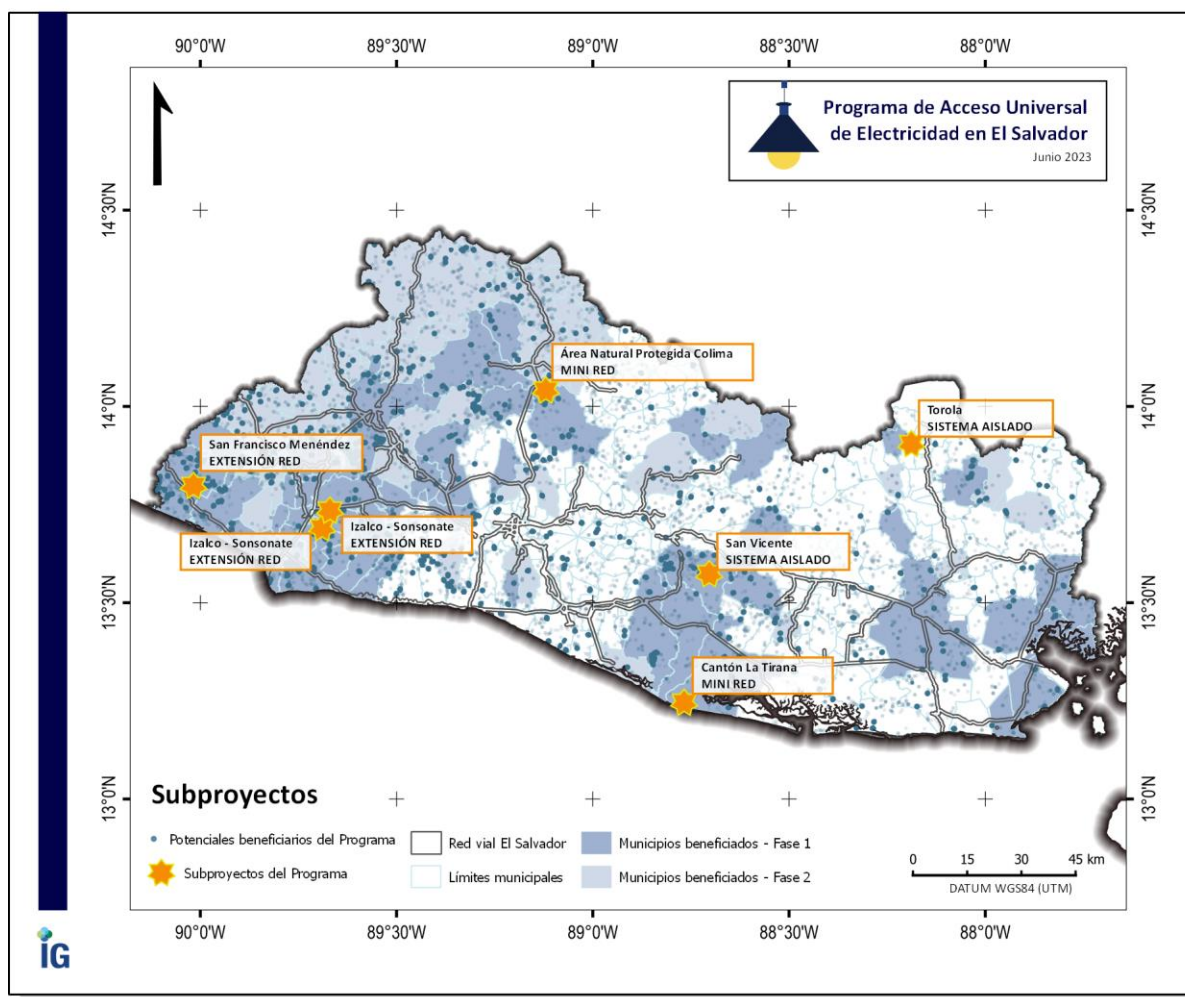 90°0'W
89°30'W
89°0'W
88°30'W
88°0'W
Programa de Acceso Universal
de Electricidad en El Salvador
Junio 2023
14°30'N
14°30'N
Área Natural Protegida Colima
MINI RED
14°0'N
14°0'N
Torola
SISTEMA AISLADO
San Francisco Menéndez
EXTENSIÓN RED
Izalco - Sonsonate
EXTENSIÓN RED
Izalco - Sonsonate
EXTENSIÓN RED
San Vicente
SISTEMA AISLADO
13°30'N
13°30'N
Cantón La Tirana
MINI RED
13°0'N
13°0'N
Subproyectos
Potenciales beneficiarios del Programa
Subproyectos del Programa
Red vial El Salvador
Límites municipales
Municipios beneficiados - Fase 1
Municipios beneficiados - Fase 2
0 15 30 45 km
DATUM WGS84 (UTM)
90°0'W
89°30'W
89°0'W
88°30'W
88°0'W
iG